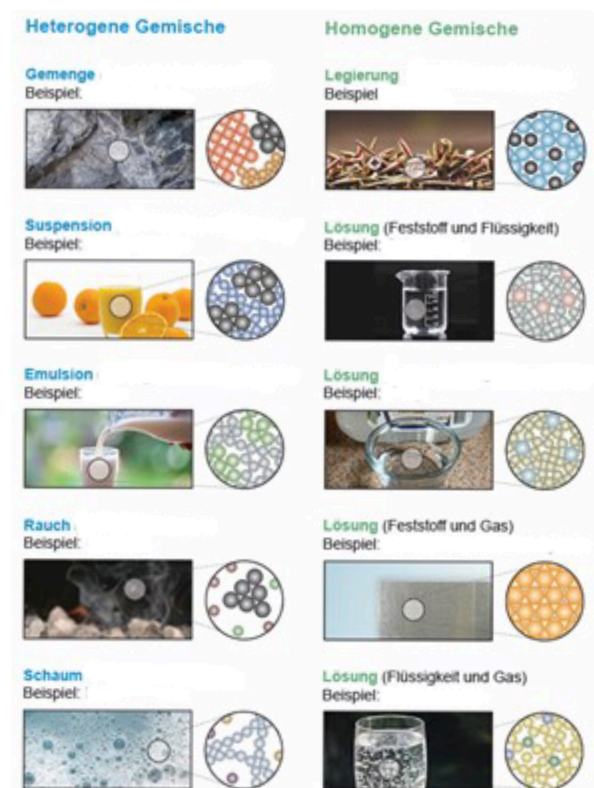 Heterogene Gemische
Homogene Gemische
Gemenge
Beispiel:
Legierung
Beispiel
Suspension
Beispiel:
Lösung (Feststoff und Flüssigkeit)
Beispiel:
Emulsion
Beispiel:
Lösung
Beispiel:
Rauch
Beispiel:
Lösung (Feststoff und Gas)
Beispiel:
Schaum
Beispiel:
Lösung (Flüssigkeit und Gas)
Beispiel: